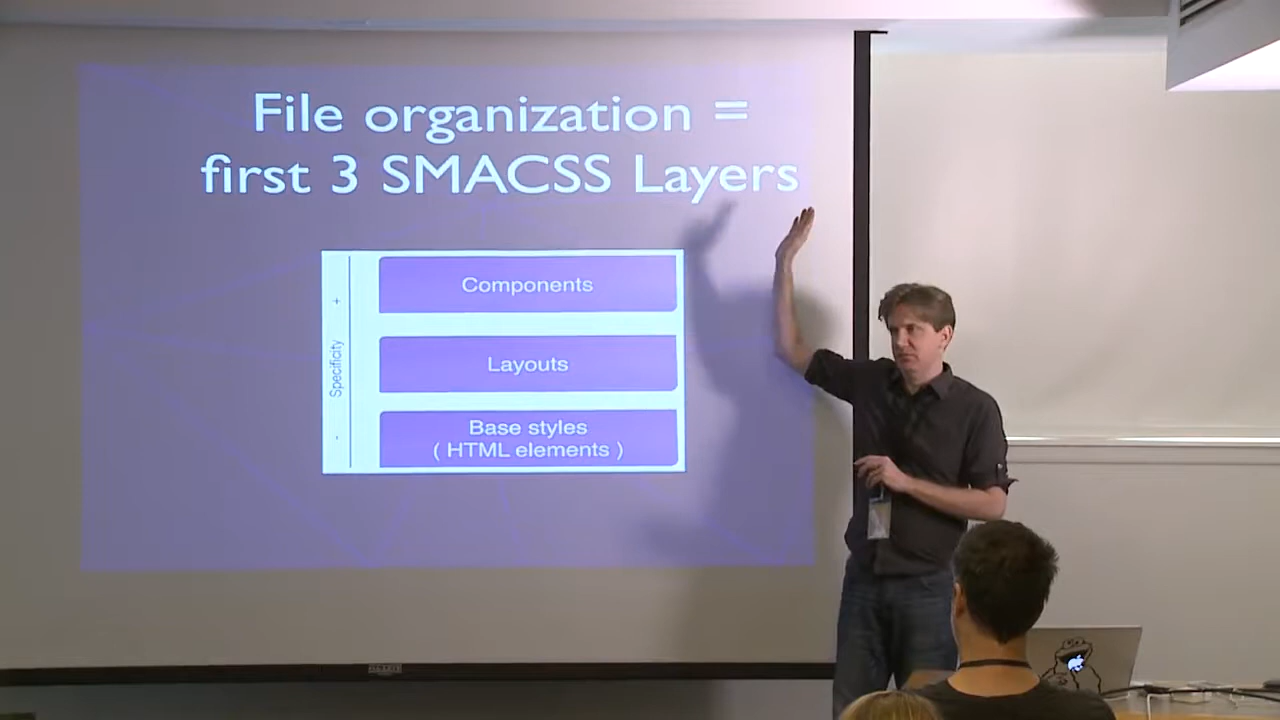 File organization =
first 3 SMACSS Layers
+
Components
Specificity
Layouts
-
Base styles
( HTML elements )